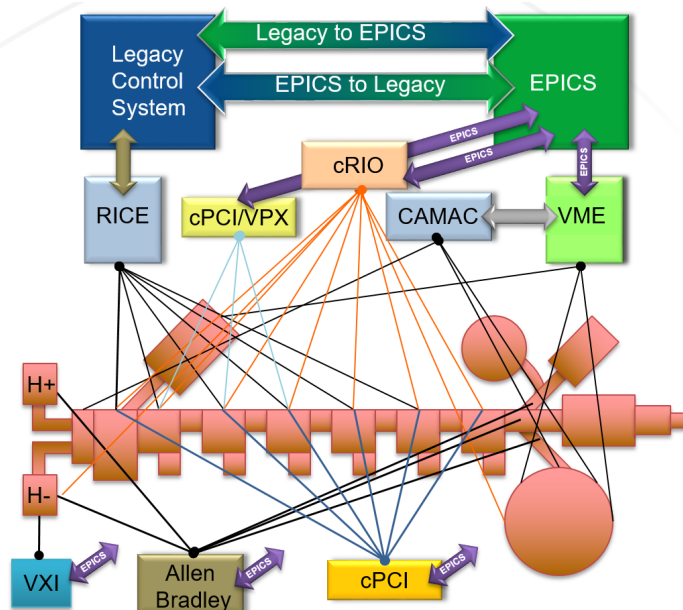 Legacy to EPICS
Legacy
Control
System
EPICS
EPICS to Legacy
EPICS
EPICS
cRIO
EPICS
RICE
cPCI/VPX
CAMAC
VME
H+
H-
VXI
EPICS
Allen
Bradley
EPICS
cPCI
EPICS